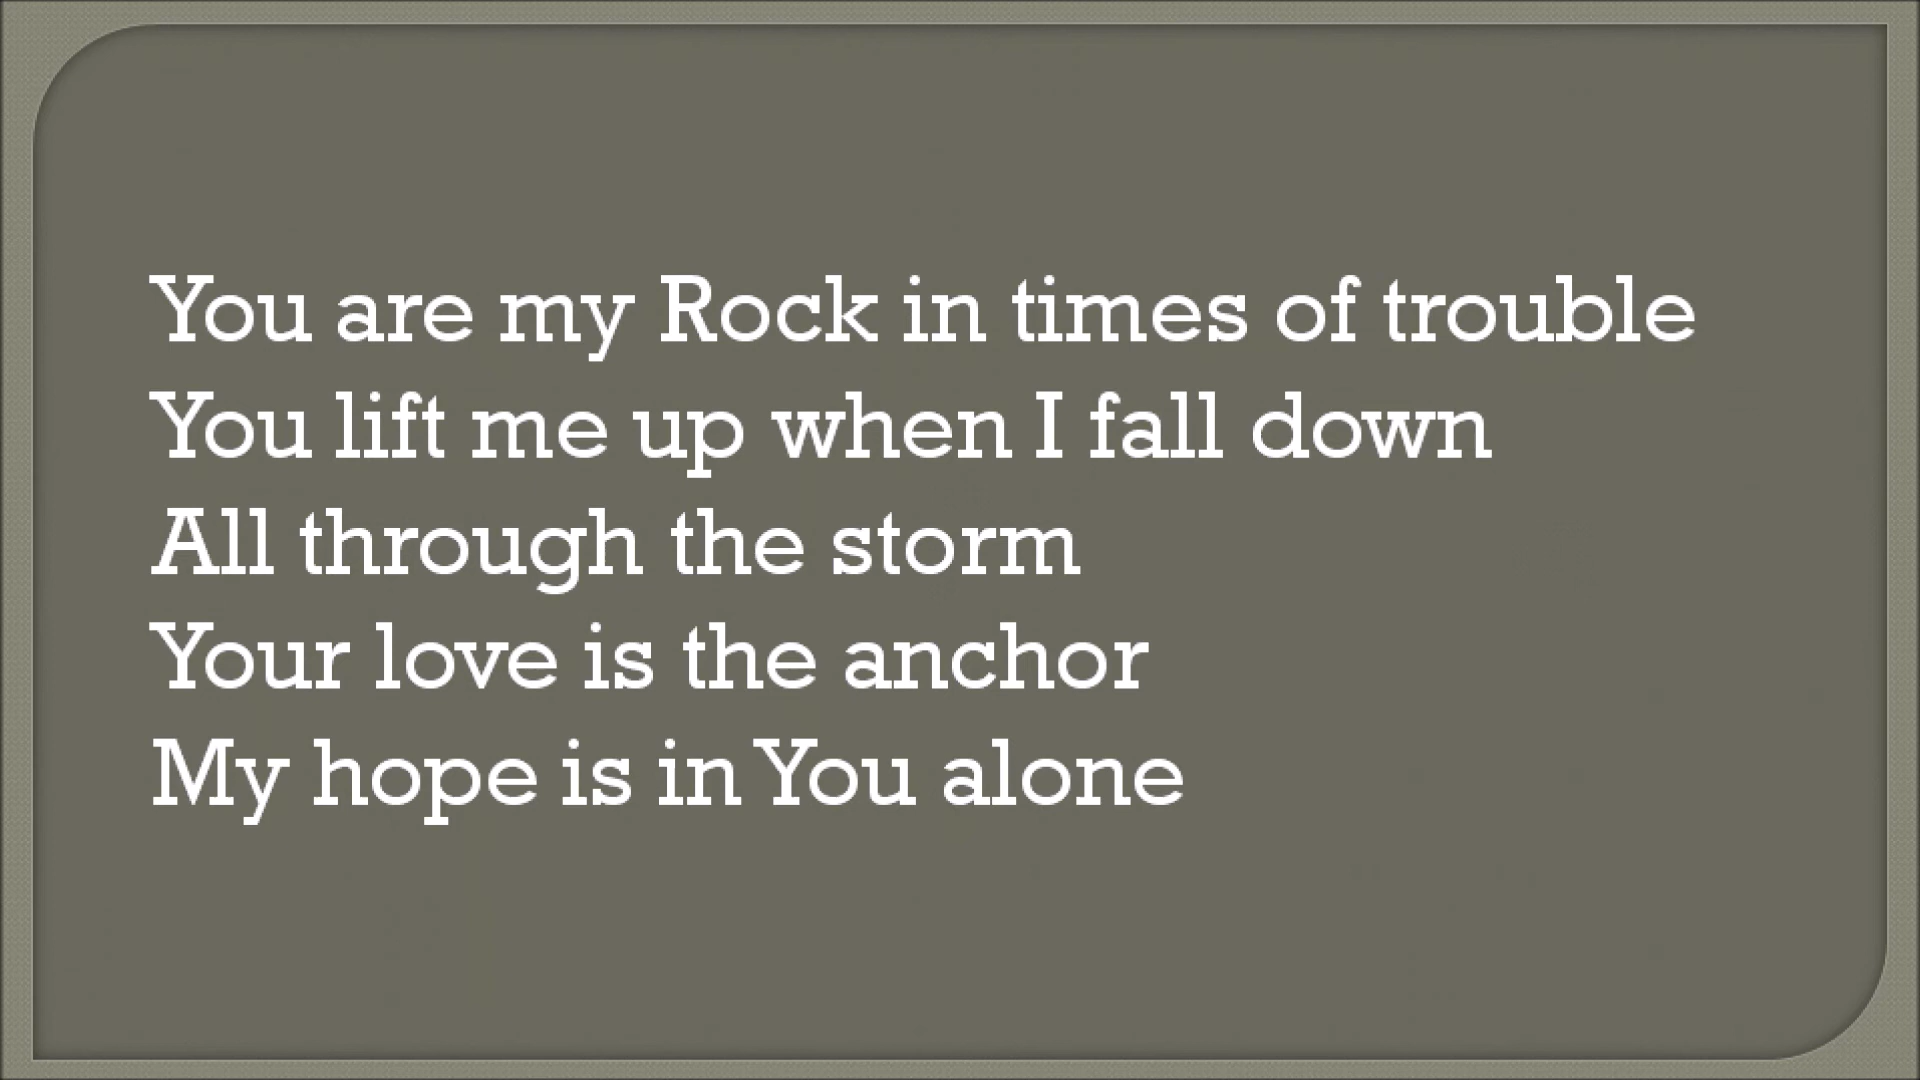 You are my Rock in times of trouble
You lift me up when I fall down
All through the storm
Your love is the anchor
My hope is in You alone